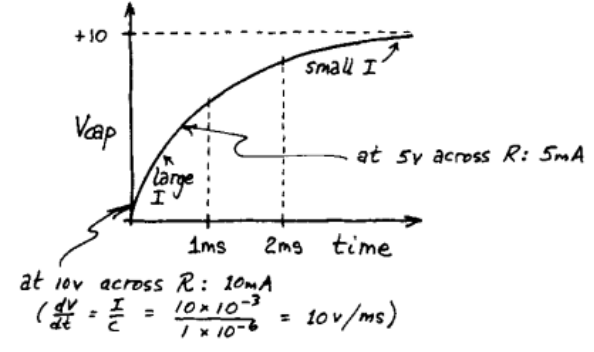 +10
small I
Vcap
at 5v across R: 5mA
large
I
1ms 2ms time
at 10v across R: 10mA
(dV/dt = I/C = 10 × 10⁻³ / 1 × 10⁻⁶ = 10v/ms)